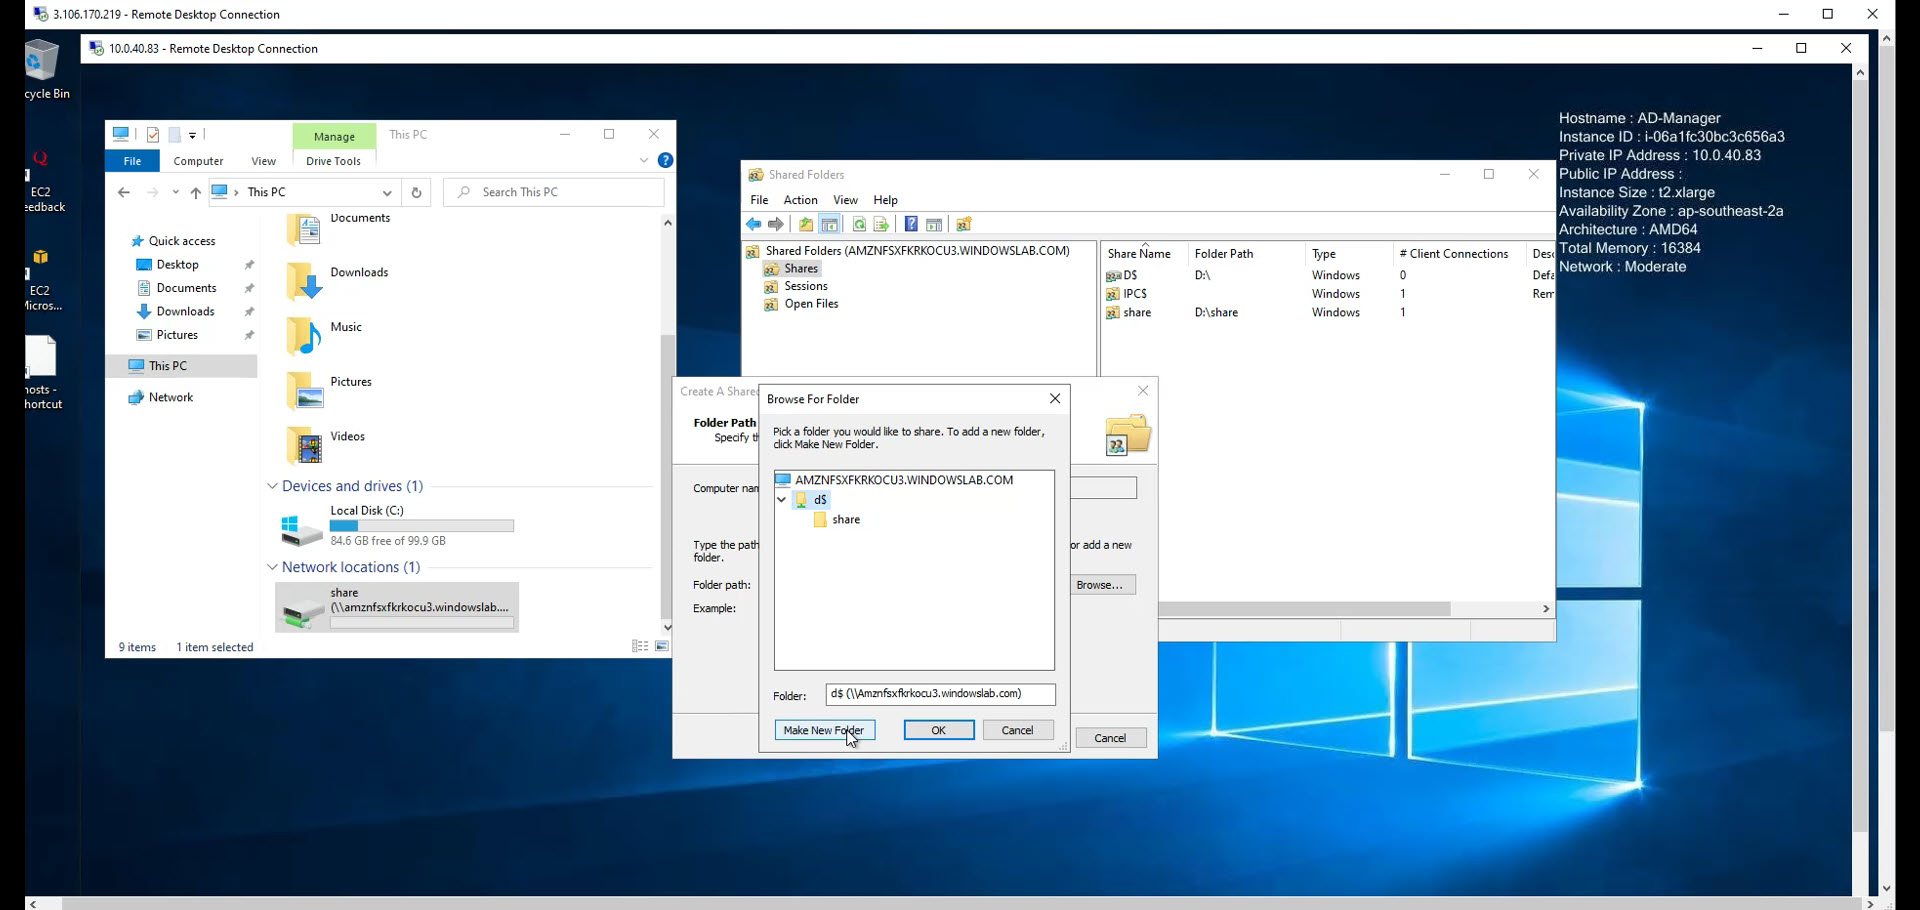 3.106.170.219 - Remote Desktop Connection
10.0.40.83 - Remote Desktop Connection
cycle Bin
EC2
eedback
EC2
Micros...
hosts -
hortcut
Manage
This PC
File
Computer
View
Drive Tools
This PC
Search This PC
Quick access
Desktop
Documents
Downloads
Pictures
This PC
Network
Documents
Downloads
Music
Pictures
Videos
Devices and drives (1)
Local Disk (C:)
84.6 GB free of 99.9 GB
Network locations (1)
share
(\\amznfsxfkrkocu3.windowslab....
9 items
1 item selected
Shared Folders
File
Action
View
Help
Shared Folders (AMZNFSXFKRKOCU3.WINDOWSLAB.COM)
Shares
Sessions
Open Files
Share Name Folder Path Type # Client Connections Desc
D$ D:\ Windows 0 Defa
IPC$ Windows 1 Rem
share D:\share Windows 1
Create A Shared
Folder Path
Specify th
Computer nam
Type the path
or add a new
folder.
Folder path:
Browse...
Example:
Cancel
Browse For Folder
Pick a folder you would like to share. To add a new folder,
click Make New Folder.
AMZNFSXFKRKOCU3.WINDOWSLAB.COM
d$
share
Folder:
d$ (\\Amznfsxfkrkocu3.windowslab.com)
Make New Folder
OK
Cancel
Hostname : AD-Manager
Instance ID : i-06a1fc30bc3c656a3
Private IP Address : 10.0.40.83
Public IP Address :
Instance Size : t2.xlarge
Availability Zone : ap-southeast-2a
Architecture : AMD64
Total Memory : 16384
Network : Moderate